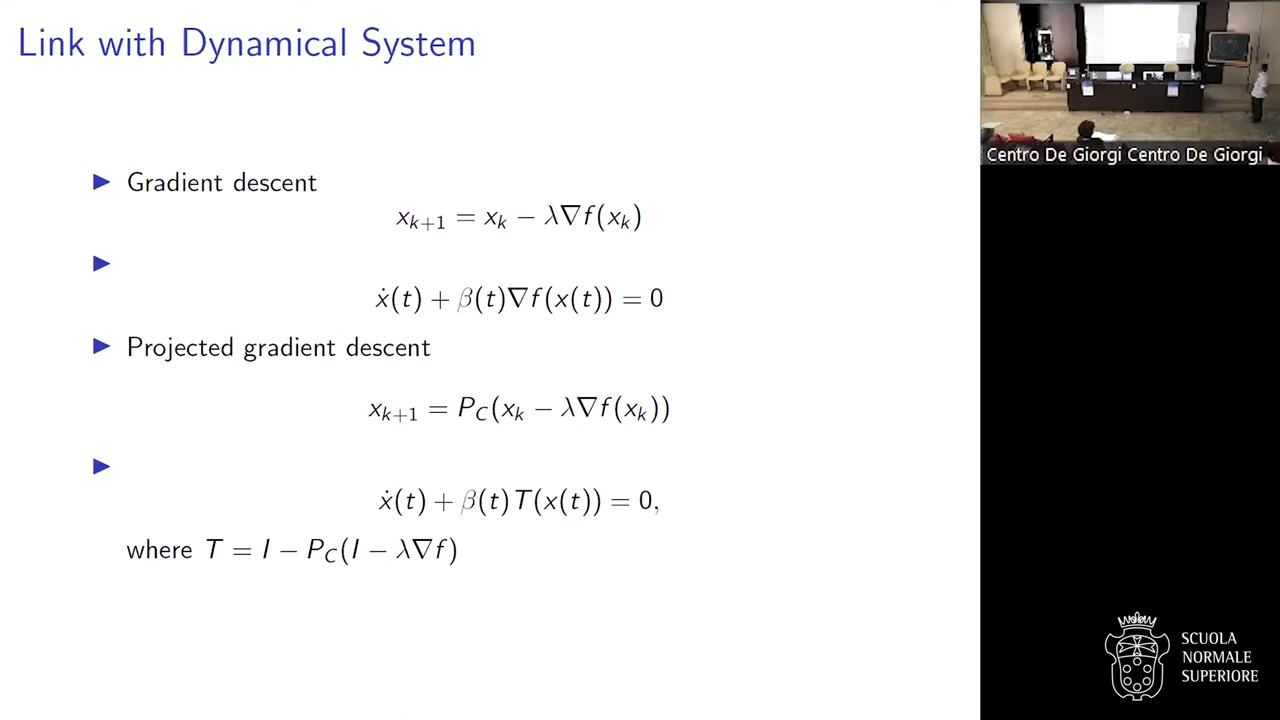 Link with Dynamical System
▶ Gradient descent
x_{k+1} = x_k − λ∇f(x_k)
▶
ẋ(t) + β(t)∇f(x(t)) = 0
▶ Projected gradient descent
x_{k+1} = P_C(x_k − λ∇f(x_k))
▶
ẋ(t) + β(t)T(x(t)) = 0,
where T = I − P_C(I − λ∇f)
Centro De Giorgi Centro De Giorgi
SCUOLA
NORMALE
SUPERIORE